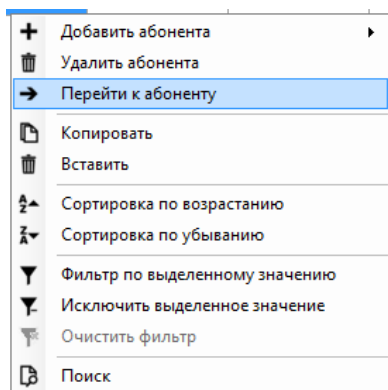 Добавить абонента
Удалить абонента
Перейти к абоненту
Копировать
Вставить
Сортировка по возрастанию
Сортировка по убыванию
Фильтр по выделенному значению
Исключить выделенное значение
Очистить фильтр
Поиск